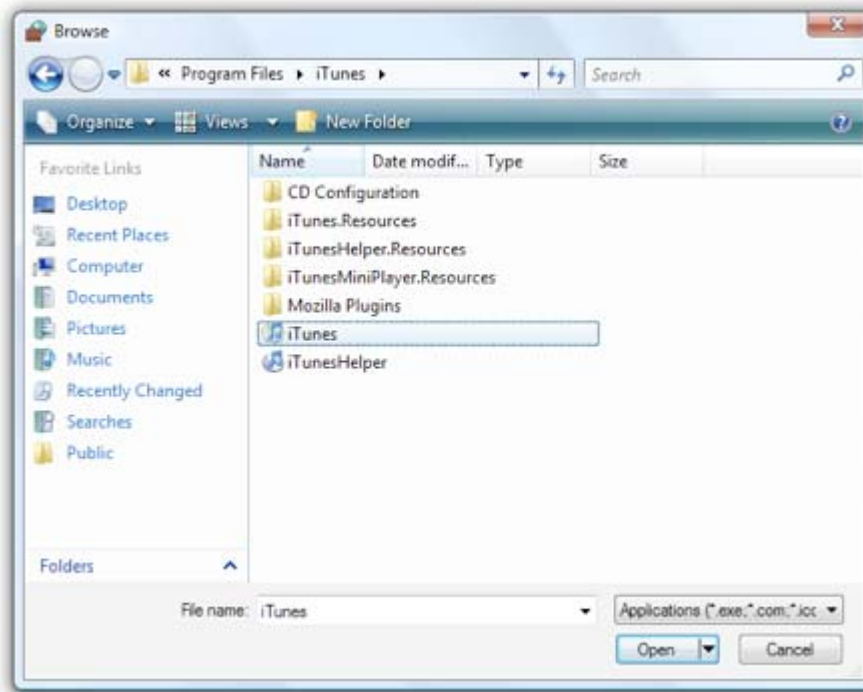 Browse
« Program Files ▸ iTunes ▸ Search
Organize Views New Folder
Favorite Links
Desktop
Recent Places
Computer
Documents
Pictures
Music
Recently Changed
Searches
Public
Folders
Name Date modif... Type Size
CD Configuration
iTunes.Resources
iTunesHelper.Resources
iTunesMiniPlayer.Resources
Mozilla Plugins
iTunes
iTunesHelper
File name: iTunes Applications (*.exe;*.com;*.icc
Open Cancel